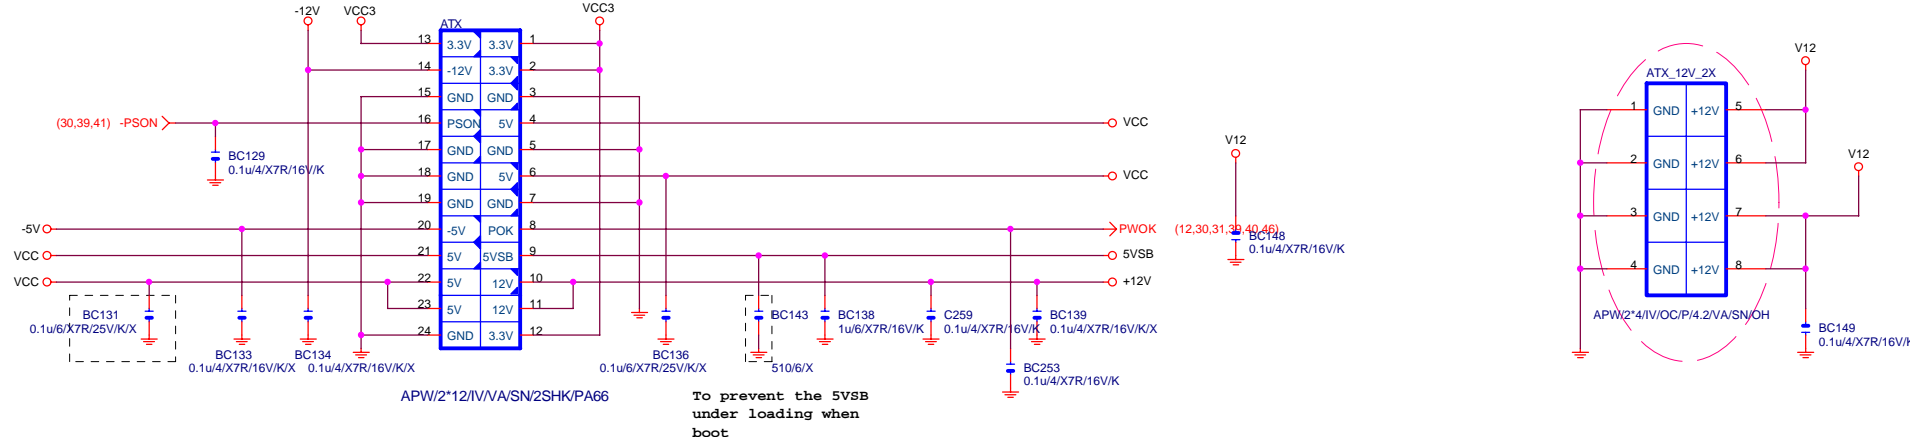 -12V
VCC3
VCC3
ATX
13 3.3V 3.3V 1
14 -12V 3.3V 2
15 GND GND 3
(30,39,41) -PSON 16 PSON 5V 4 VCC
17 GND GND 5
18 GND 5V 6 VCC
19 GND GND 7
-5V 20 -5V POK 8 PWOK (12,30,31,39,40,46)
VCC 21 5V 5VSB 9 5VSB
VCC 22 5V 12V 10 +12V
23 5V 12V 11
24 GND 3.3V 12
BC129
0.1u/4/X7R/16V/K
BC131
0.1u/6/X7R/25V/K/X
BC133
0.1u/4/X7R/16V/K/X
BC134
0.1u/4/X7R/16V/K/X
APW/2*12/IV/VA/SN/2SHK/PA66
BC136
0.1u/6/X7R/25V/K/X
BC143
510/6/X
BC138
1u/6/X7R/16V/K
C259
0.1u/4/X7R/16V/K
BC139
0.1u/4/X7R/16V/K/X
BC253
0.1u/4/X7R/16V/K
To prevent the 5VSB
under loading when
boot
V12
BC148
0.1u/4/X7R/16V/K
V12
ATX_12V_2X
1 GND +12V 5
2 GND +12V 6
V12
3 GND +12V 7
4 GND +12V 8
APW/2*4/IV/OC/P/4.2/VA/SN/OH
BC149
0.1u/4/X7R/16V/K